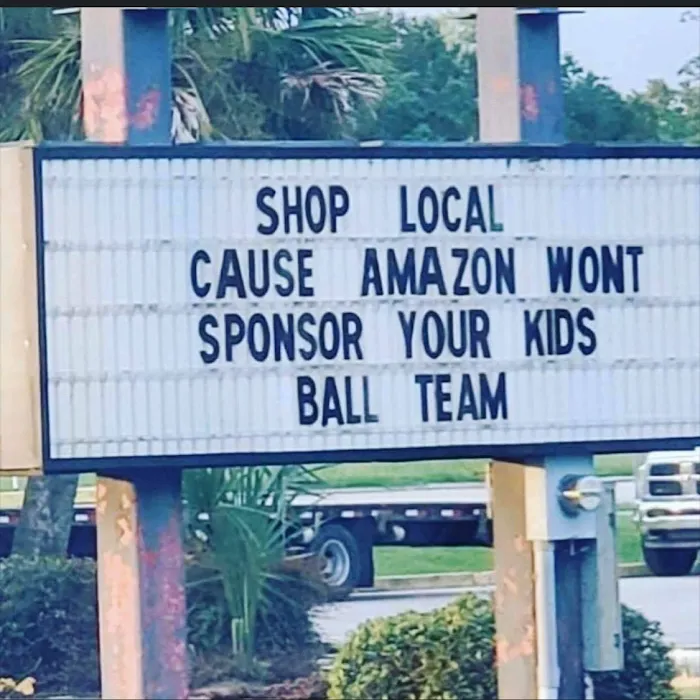 SHOP LOCAL
CAUSE AMAZON WONT
SPONSOR YOUR KIDS
BALL TEAM